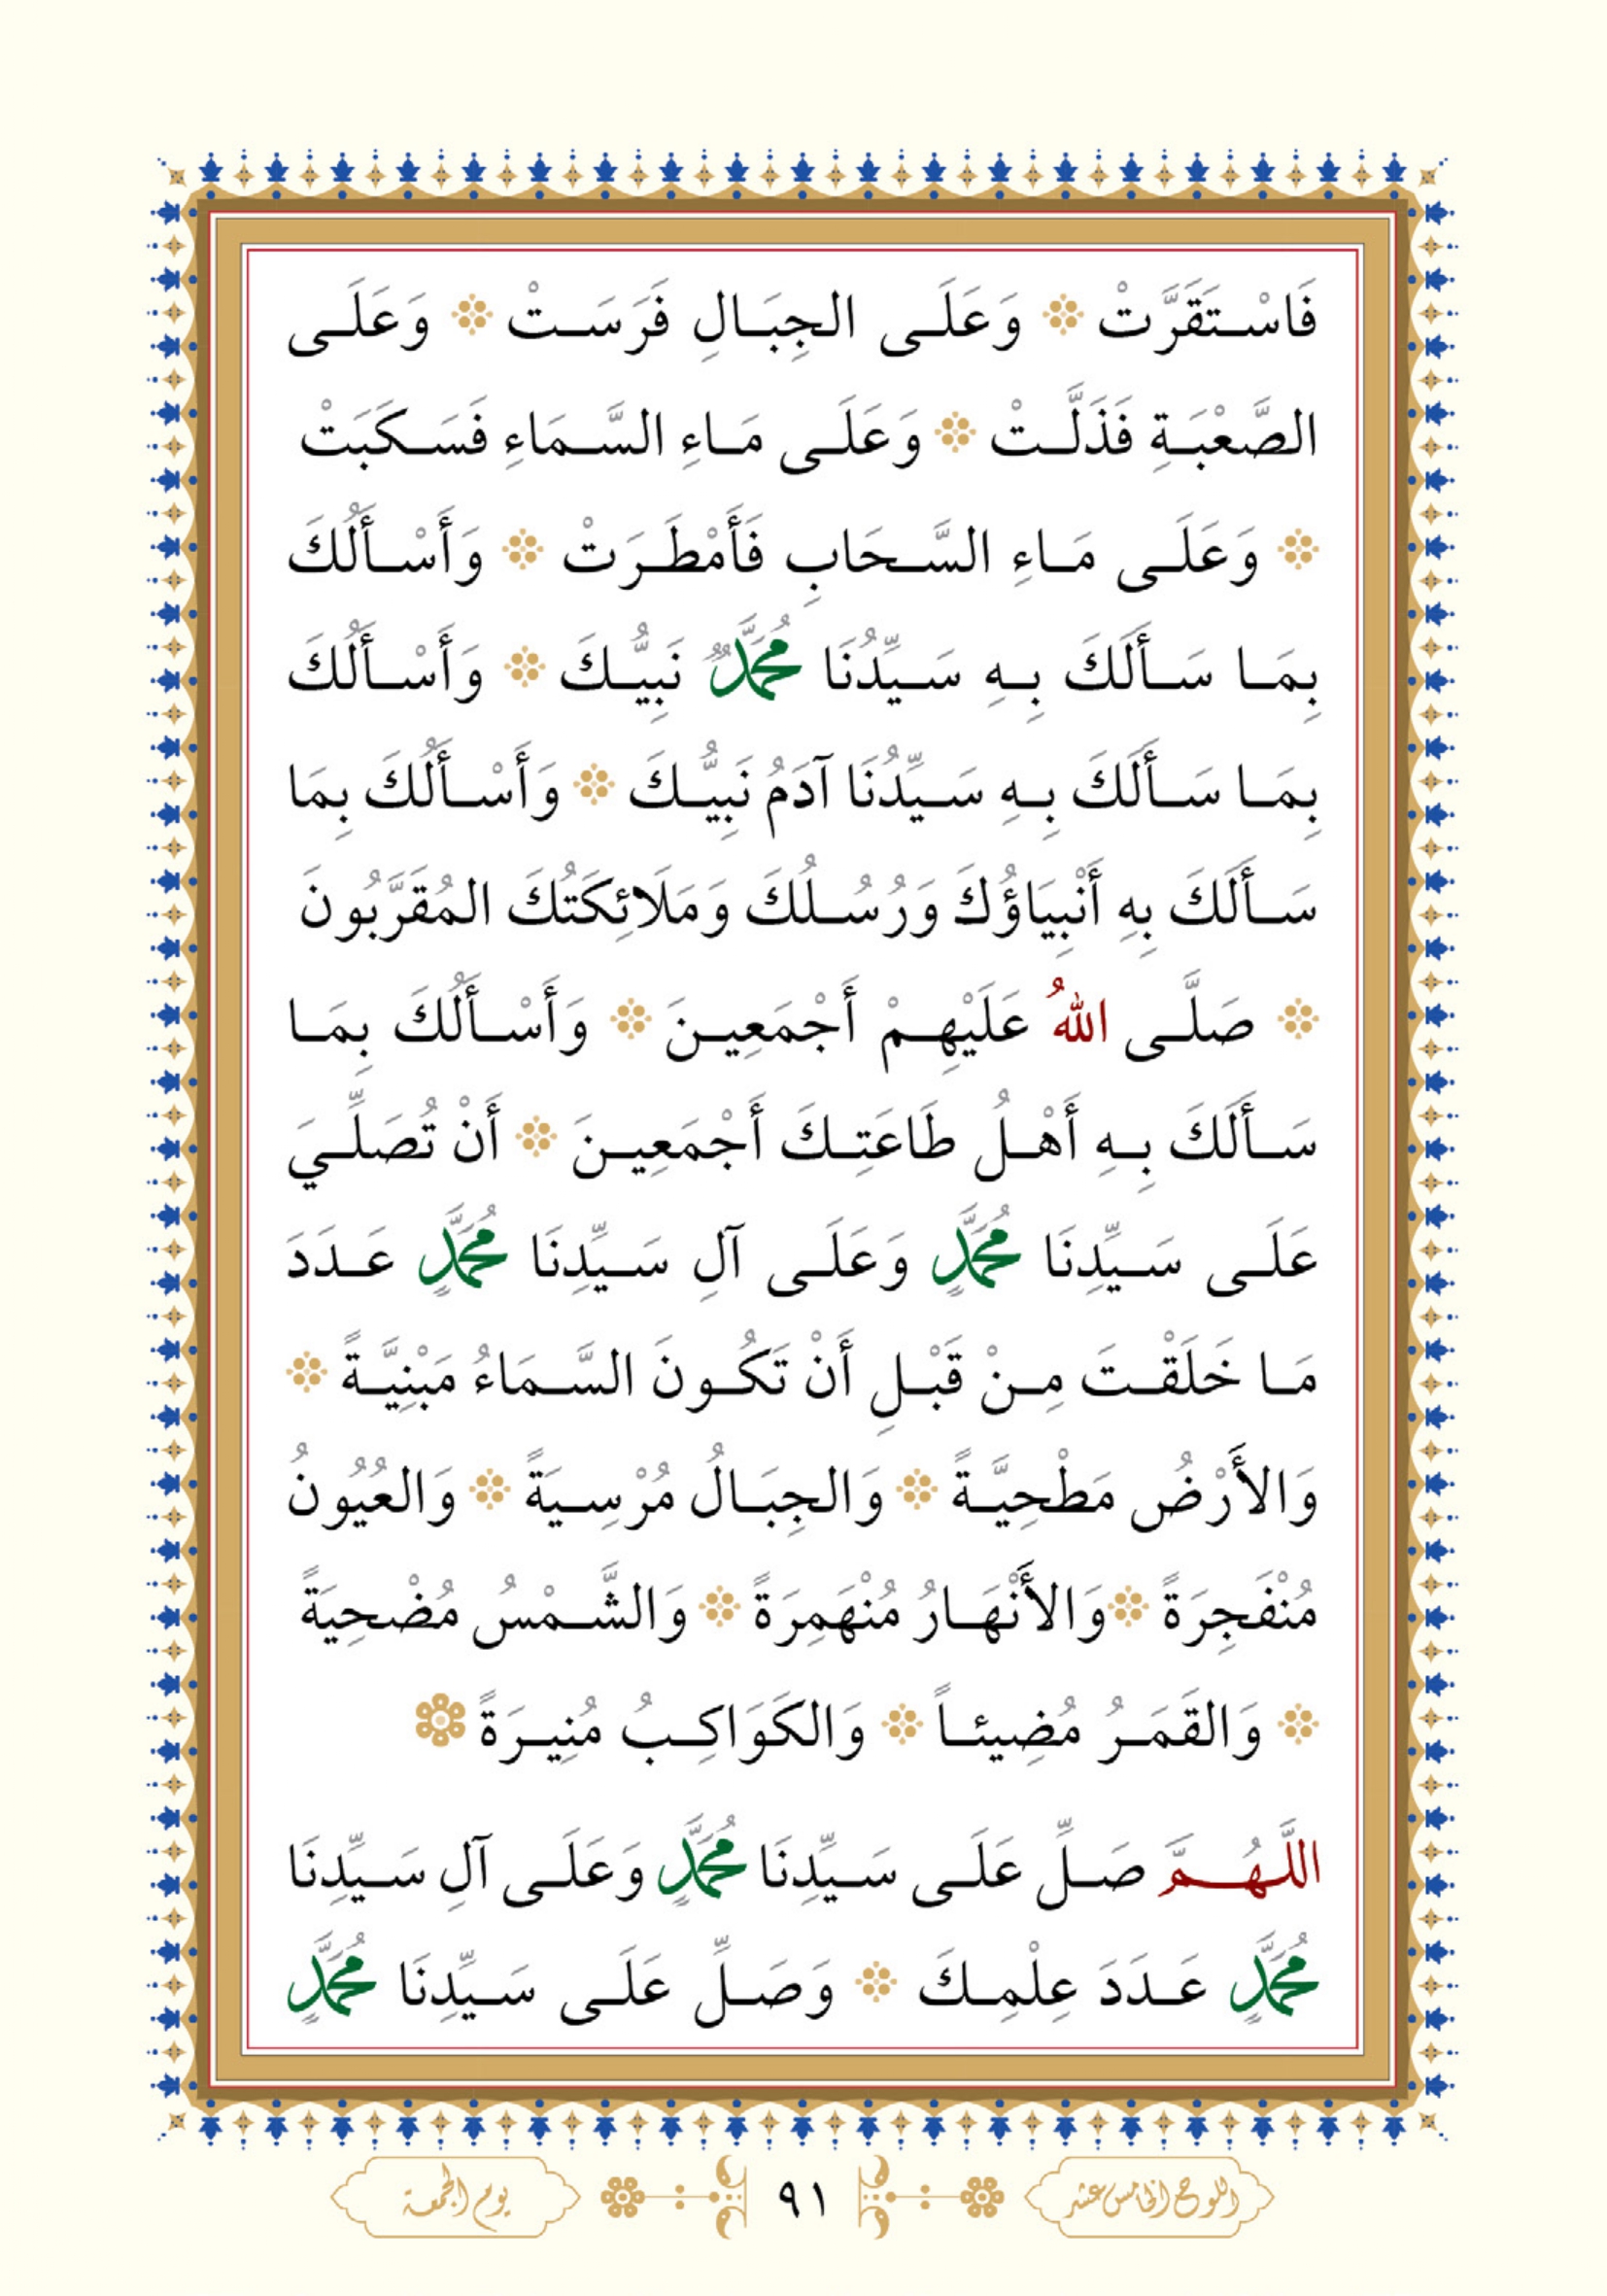 فَاسْتَقَرَّتْ وَعَلَى الجِبَالِ فَرَسَتْ وَعَلَى
الصَّعْبَةِ فَذَلَّتْ وَعَلَى مَاءِ السَّمَاءِ فَسَكَبَتْ
وَعَلَى مَاءِ السَّحَابِ فَأَمْطَرَتْ وَأَسْأَلُكَ
بِمَا سَأَلَكَ بِهِ سَيِّدُنَا مُحَمَّدٌ نَبِيُّكَ وَأَسْأَلُكَ
بِمَا سَأَلَكَ بِهِ سَيِّدُنَا آدَمُ نَبِيُّكَ وَأَسْأَلُكَ بِمَا
سَأَلَكَ بِهِ أَنْبِيَاؤُكَ وَرُسُلُكَ وَمَلَائِكَتُكَ المُقَرَّبُونَ
صَلَّى اللهُ عَلَيْهِمْ أَجْمَعِينَ وَأَسْأَلُكَ بِمَا
سَأَلَكَ بِهِ أَهْلُ طَاعَتِكَ أَجْمَعِينَ أَنْ تُصَلِّيَ
عَلَى سَيِّدِنَا مُحَمَّدٍ وَعَلَى آلِ سَيِّدِنَا مُحَمَّدٍ عَدَدَ
مَا خَلَقْتَ مِنْ قَبْلِ أَنْ تَكُونَ السَّمَاءُ مَبْنِيَّةً
وَالأَرْضُ مَطْحِيَّةً وَالجِبَالُ مُرْسِيَةً وَالعُيُونُ
مُنْفَجِرَةً وَالأَنْهَارُ مُنْهَمِرَةً وَالشَّمْسُ مُضْحِيَةً
وَالقَمَرُ مُضِيئاً وَالكَوَاكِبُ مُنِيرَةً
اللَّهُمَّ صَلِّ عَلَى سَيِّدِنَا مُحَمَّدٍ وَعَلَى آلِ سَيِّدِنَا
مُحَمَّدٍ عَدَدَ عِلْمِكَ وَصَلِّ عَلَى سَيِّدِنَا مُحَمَّدٍ
اللوح الخامس عشر ٩١ يوم الجمعة